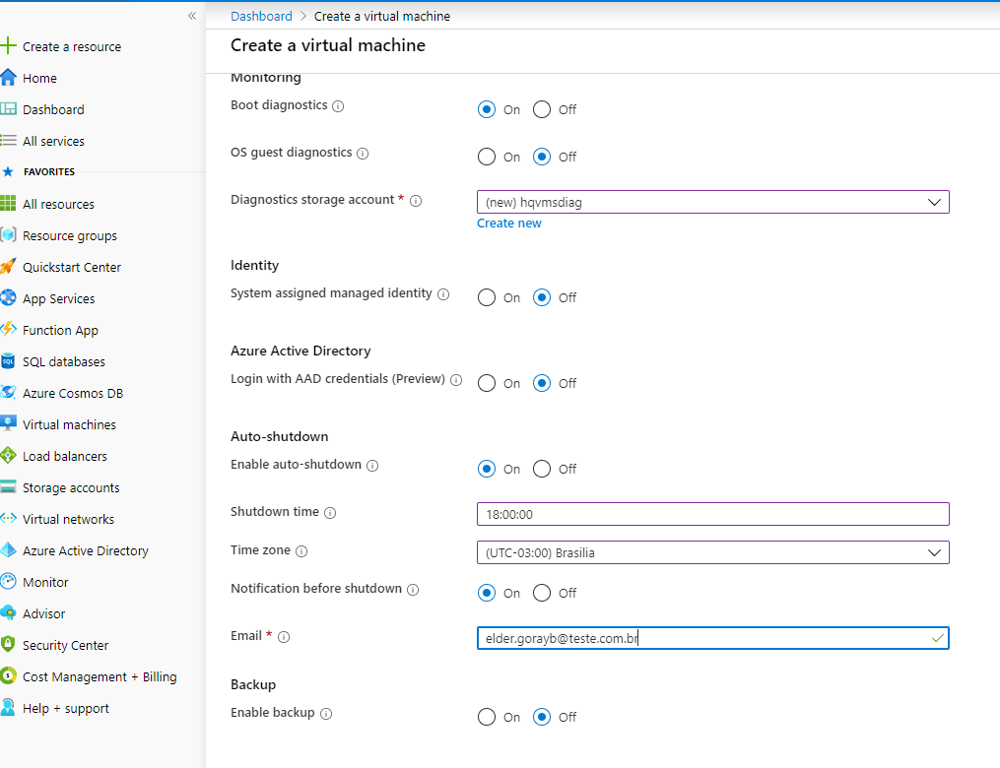 «
Create a resource
Home
Dashboard
All services
FAVORITES
All resources
Resource groups
Quickstart Center
App Services
Function App
SQL databases
Azure Cosmos DB
Virtual machines
Load balancers
Storage accounts
Virtual networks
Azure Active Directory
Monitor
Advisor
Security Center
Cost Management + Billing
Help + support
Dashboard > Create a virtual machine
Create a virtual machine
Monitoring
Boot diagnostics On Off
OS guest diagnostics On Off
Diagnostics storage account * (new) hqvmsdiag
Create new
Identity
System assigned managed identity On Off
Azure Active Directory
Login with AAD credentials (Preview) On Off
Auto-shutdown
Enable auto-shutdown On Off
Shutdown time 18:00:00
Time zone (UTC-03:00) Brasilia
Notification before shutdown On Off
Email * elder.gorayb@teste.com.br
Backup
Enable backup On Off